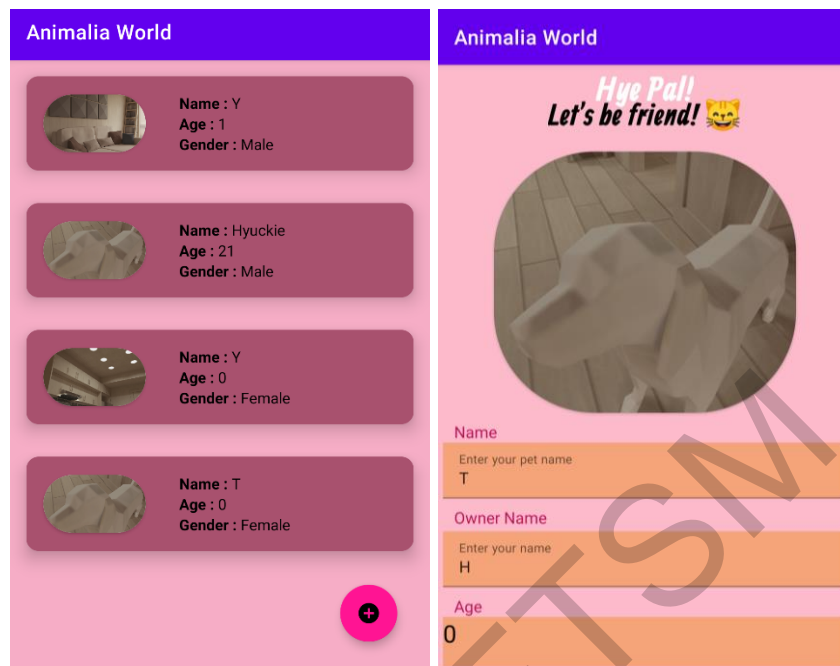 Animalia World
Name : Y
Age : 1
Gender : Male
Name : Hyuckie
Age : 21
Gender : Male
Name : Y
Age : 0
Gender : Female
Name : T
Age : 0
Gender : Female
Animalia World
Hye Pal!
Let's be friend! 😸
Name
Enter your pet name
T
Owner Name
Enter your name
H
Age
0
FTSM